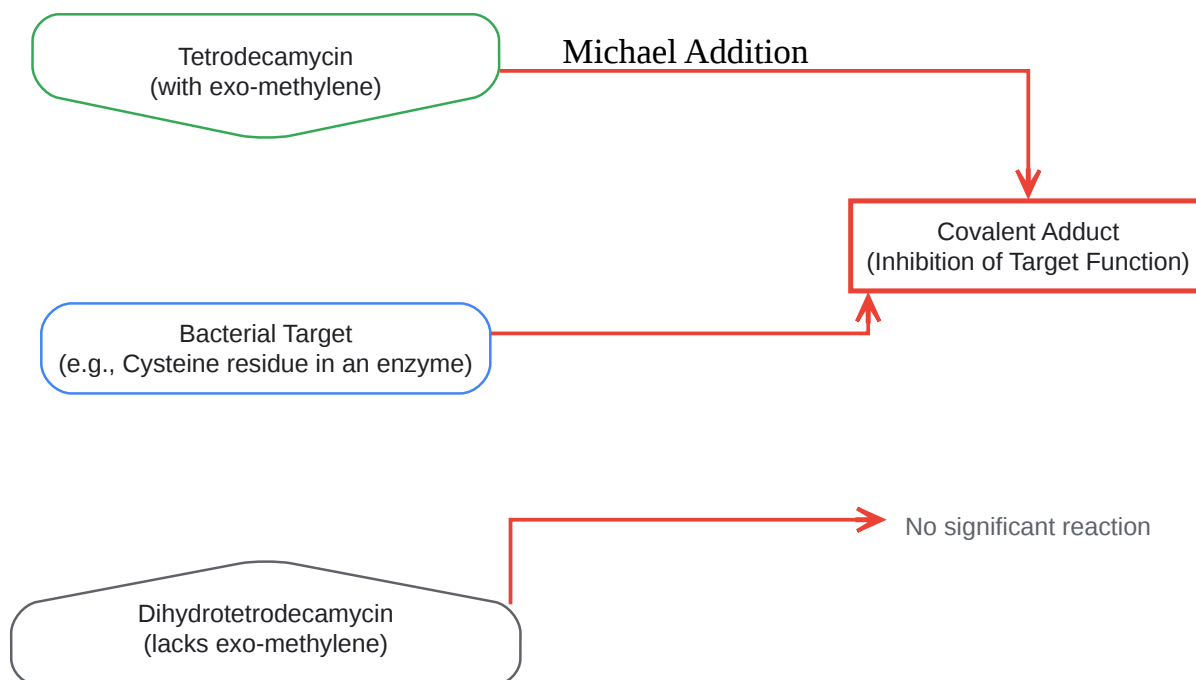 Tetrodecamycin
(with exo-methylene)
Michael Addition
Covalent Adduct
(Inhibition of Target Function)
Bacterial Target
(e.g., Cysteine residue in an enzyme)
No significant reaction
Dihydrotetrodecamycin
(lacks exo-methylene)